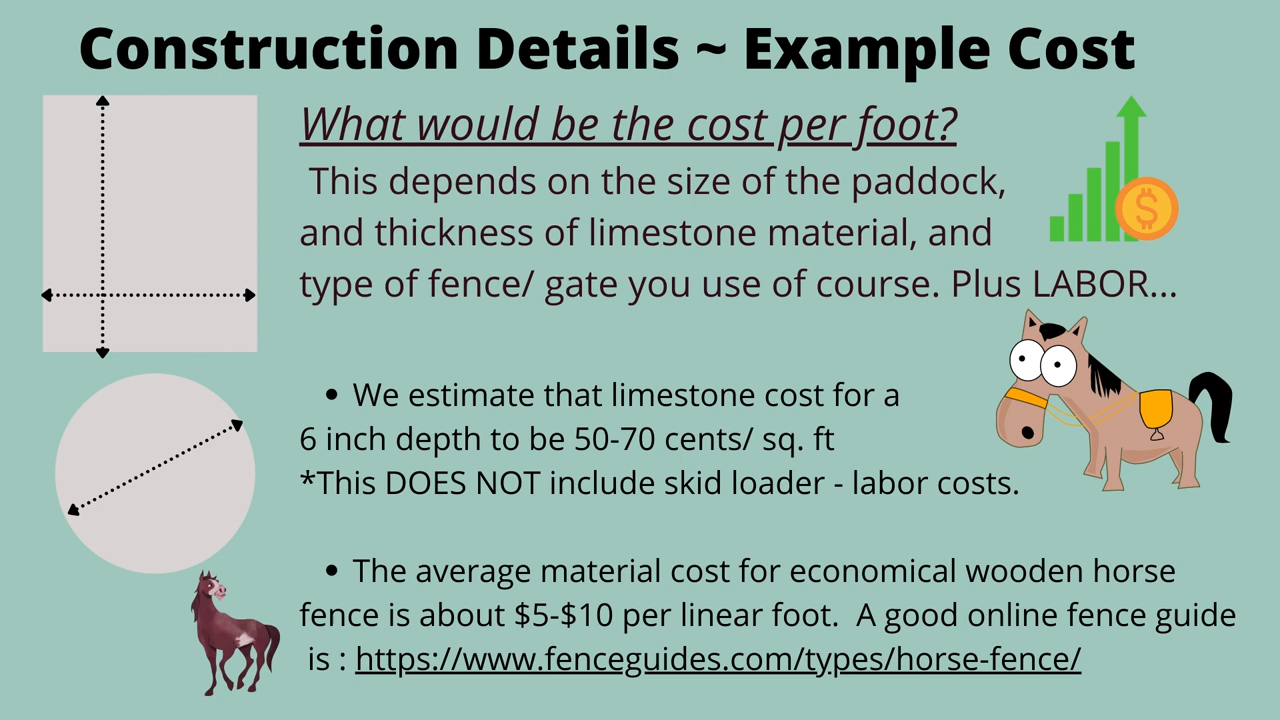 Construction Details ~ Example Cost
What would be the cost per foot?
This depends on the size of the paddock,
and thickness of limestone material, and
type of fence/ gate you use of course. Plus LABOR...
$
• We estimate that limestone cost for a
6 inch depth to be 50-70 cents/ sq. ft
*This DOES NOT include skid loader - labor costs.
• The average material cost for economical wooden horse
fence is about $5-$10 per linear foot.  A good online fence guide
is : https://www.fenceguides.com/types/horse-fence/